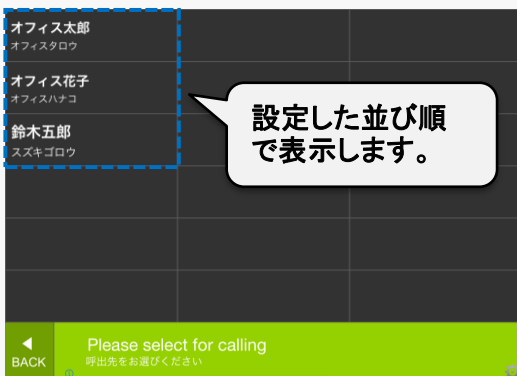 オフィス太郎
オフィスタロウ
オフィス花子
オフィスハナコ
鈴木五郎
スズキゴロウ
設定した並び順
で表示します。
BACK
Please select for calling
呼出先をお選びください